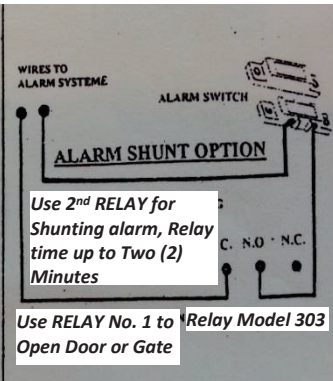 WIRES TO
ALARM SYSTEME
ALARM SWITCH
ALARM SHUNT OPTION
Use 2nd RELAY for
Shunting alarm, Relay
time up to Two (2)
Minutes
C. N.O N.C.
Use RELAY No. 1 to
Open Door or Gate
Relay Model 303